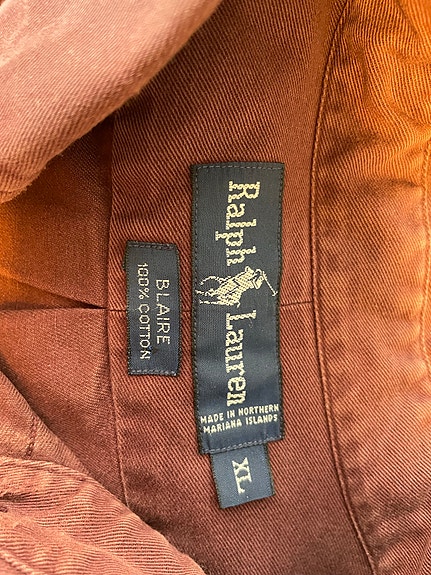 Ralph Lauren
MADE IN NORTHERN
MARIANA ISLANDS
XL
BLAIRE
100% COTTON